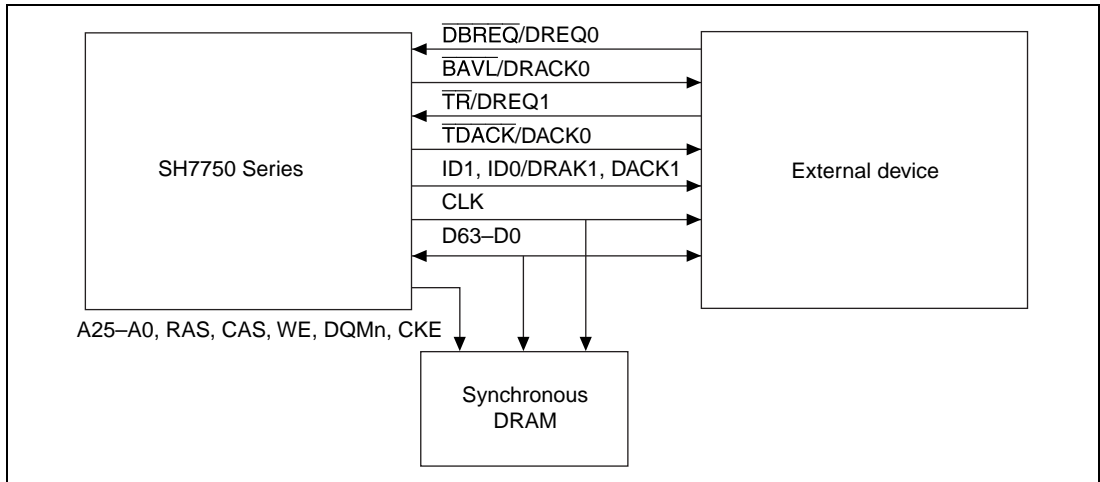 DBREQ/DREQ0
BAVL/DRACK0
TR/DREQ1
TDACK/DACK0
SH7750 Series
ID1, ID0/DRAK1, DACK1
External device
CLK
D63–D0
A25–A0, RAS, CAS, WE, DQMn, CKE
Synchronous
DRAM